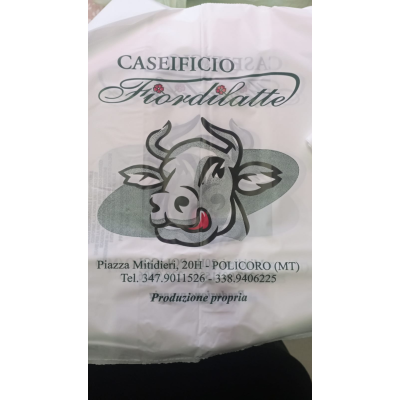 CASEIFICIO
Fiordilatte
Piazza Mitidieri, 20H - POLICORO (MT)
Tel. 347.9011526 - 338.9406225
Produzione propria